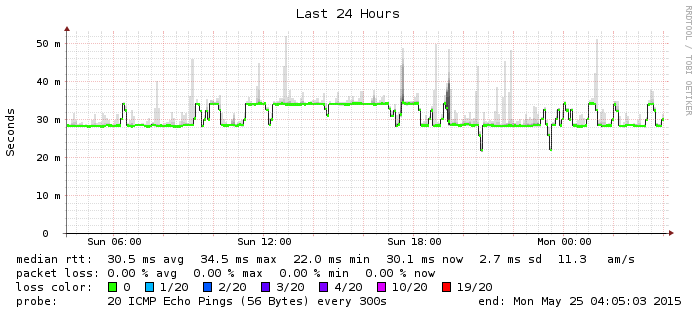 Last 24 Hours
RRDTOOL / TOBI OETIKER
Seconds
50 m
40 m
30 m
20 m
10 m
0
Sun 06:00 Sun 12:00 Sun 18:00 Mon 00:00
median rtt: 30.5 ms avg 34.5 ms max 22.0 ms min 30.1 ms now 2.7 ms sd 11.3 am/s
packet loss: 0.00 % avg 0.00 % max 0.00 % min 0.00 % now
loss color: 0 1/20 2/20 3/20 4/20 10/20 19/20
probe: 20 ICMP Echo Pings (56 Bytes) every 300s end: Mon May 25 04:05:03 2015